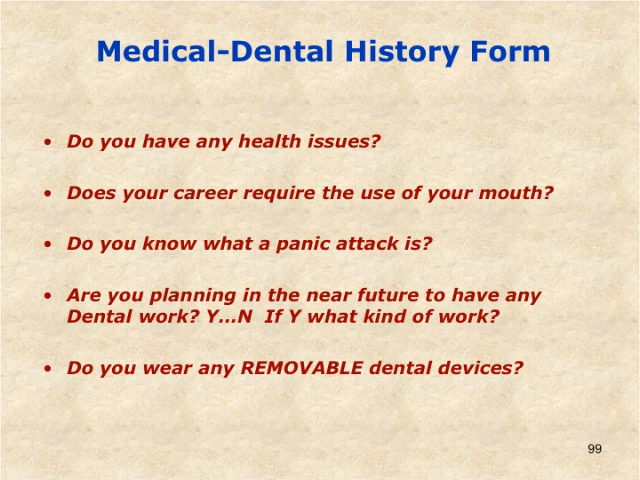 Medical-Dental History Form
• Do you have any health issues?
• Does your career require the use of your mouth?
• Do you know what a panic attack is?
• Are you planning in the near future to have any
Dental work? Y…N  If Y what kind of work?
• Do you wear any REMOVABLE dental devices?
99